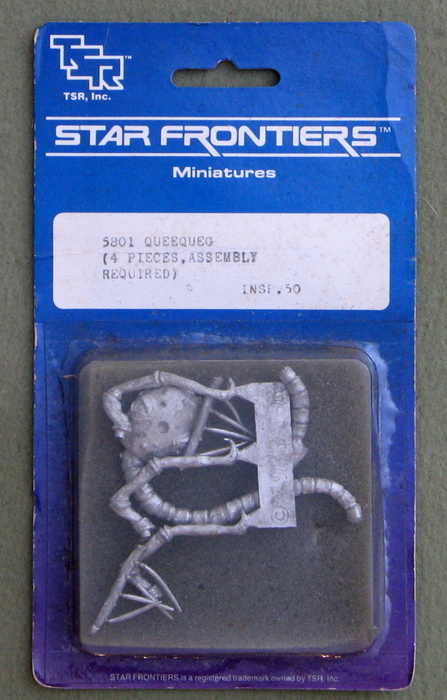 TSR™
TSR, Inc.
STAR FRONTIERS™
Miniatures
5801 QUEEQUEG
(4 PIECES,ASSEMBLY
REQUIRED)
INSP.50
STAR FRONTIERS is a registered trademark owned by TSR, Inc.